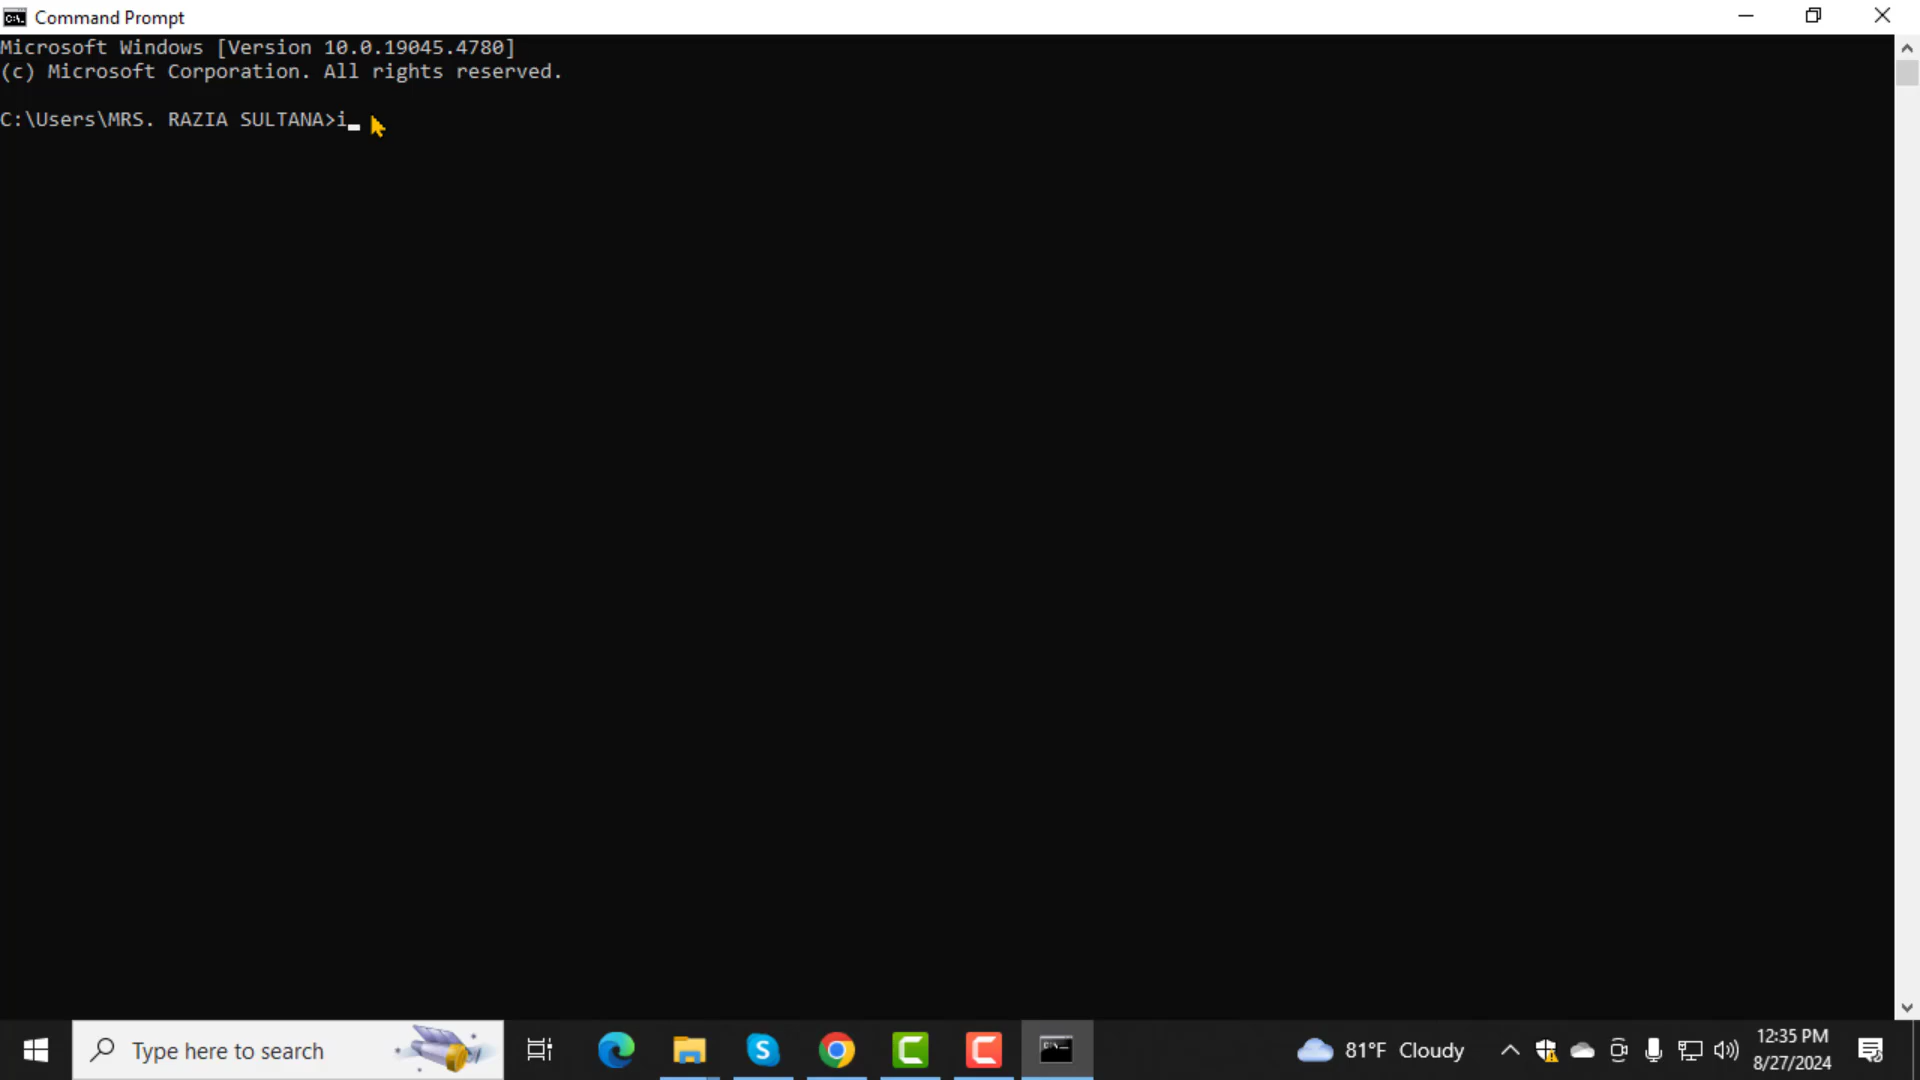 Command Prompt
Microsoft Windows [Version 10.0.19045.4780]
(c) Microsoft Corporation. All rights reserved.
C:\Users\MRS. RAZIA SULTANA>i_
Type here to search
81°F Cloudy
12:35 PM
8/27/2024